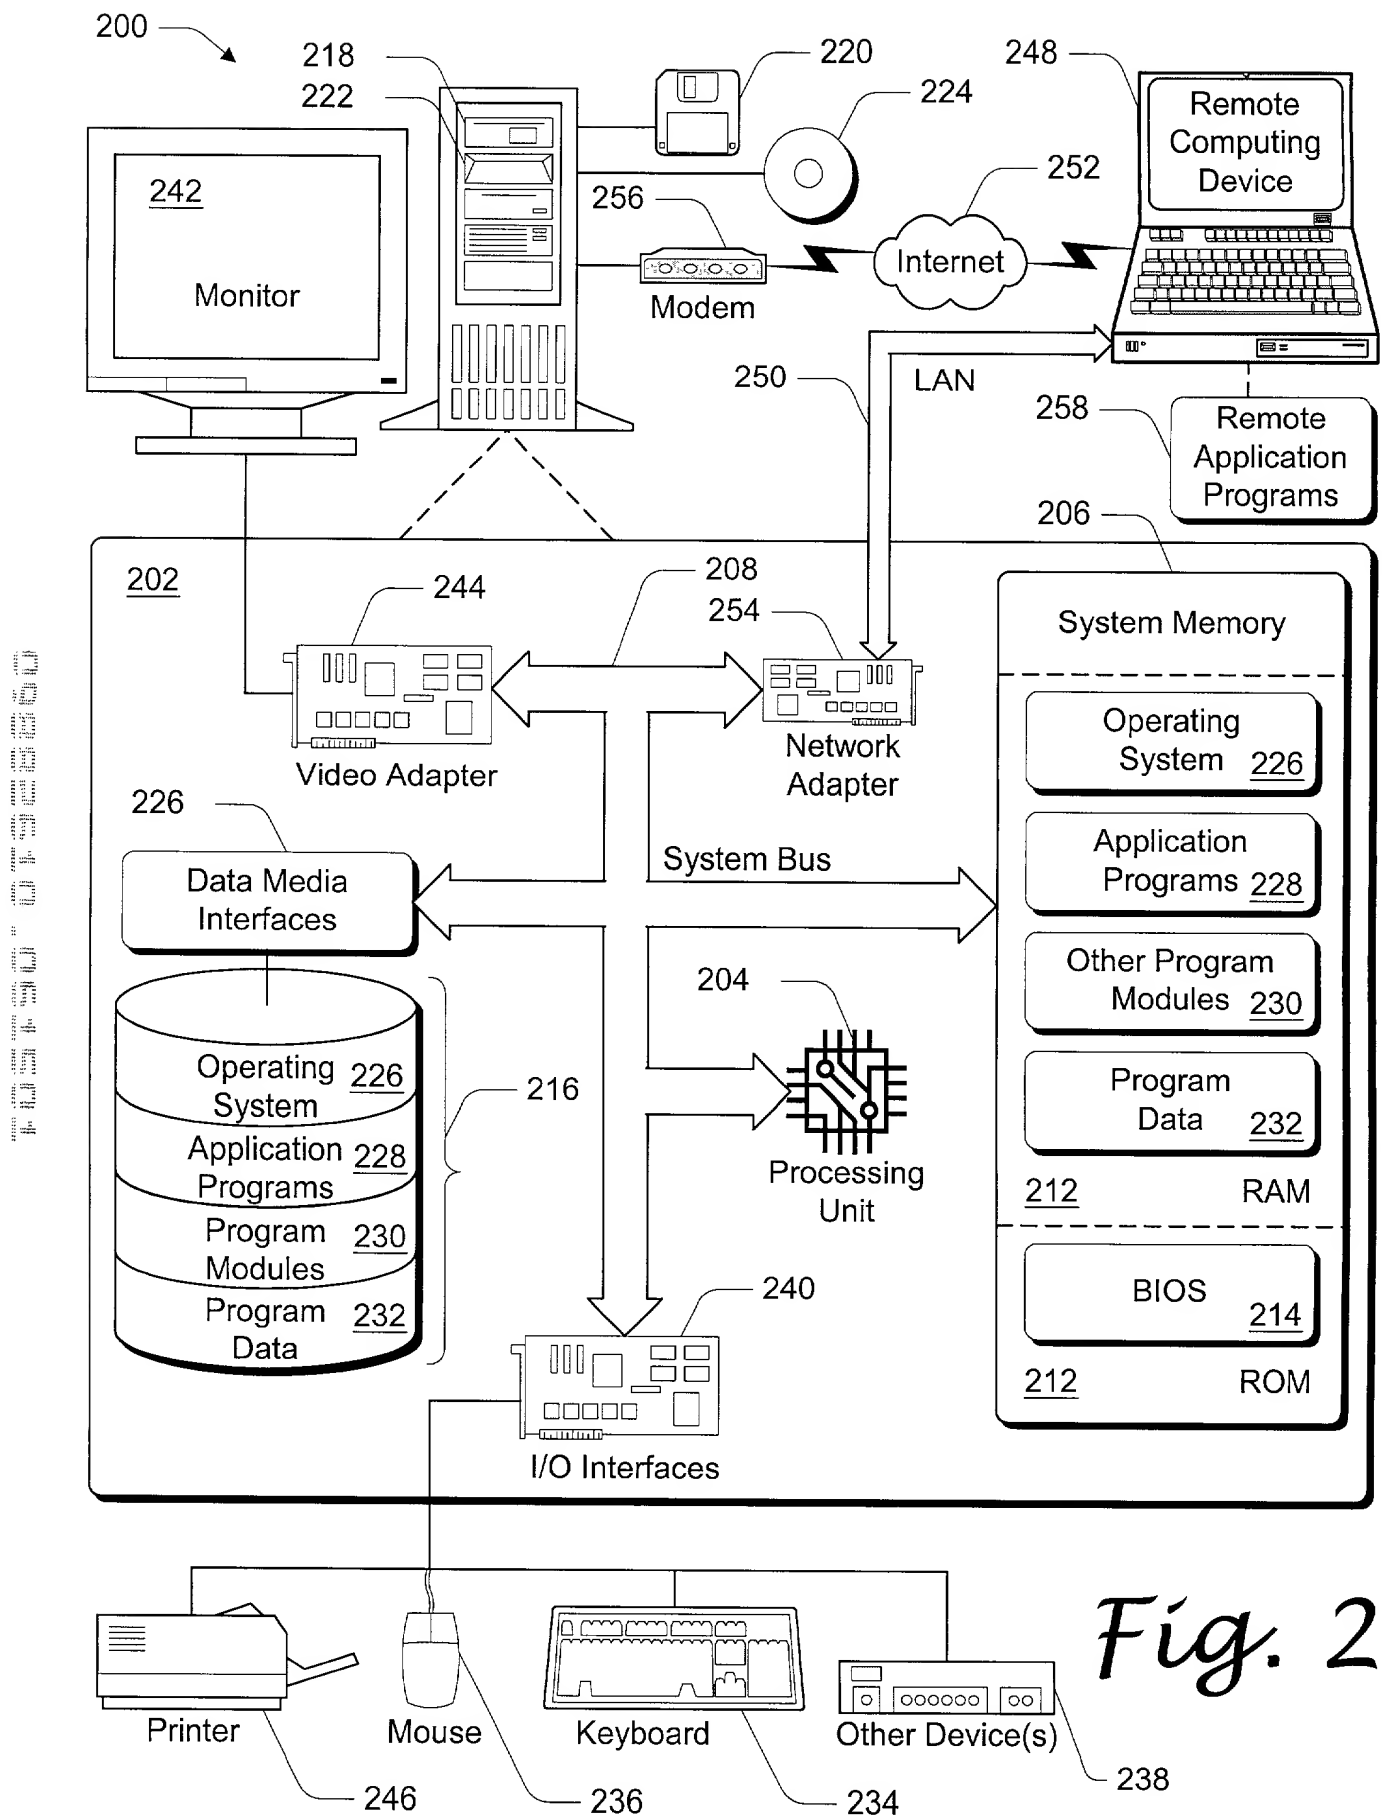 200
218
222
220
224
248
Remote
Computing
Device
242
Monitor
256
Modem
252
Internet
250
LAN
258
Remote
Application
Programs
206
202
244
208
254
Video Adapter
Network
Adapter
System Memory
Operating
System 226
Application
Programs 228
Other Program
Modules 230
Program
Data 232
212 RAM
BIOS
214
212 ROM
226
Data Media
Interfaces
System Bus
204
Processing
Unit
Operating
System 226
Application
Programs 228
Program
Modules 230
Program
Data 232
216
240
I/O Interfaces
Printer
Mouse
Keyboard
Other Device(s)
246
236
234
238
Fig. 2